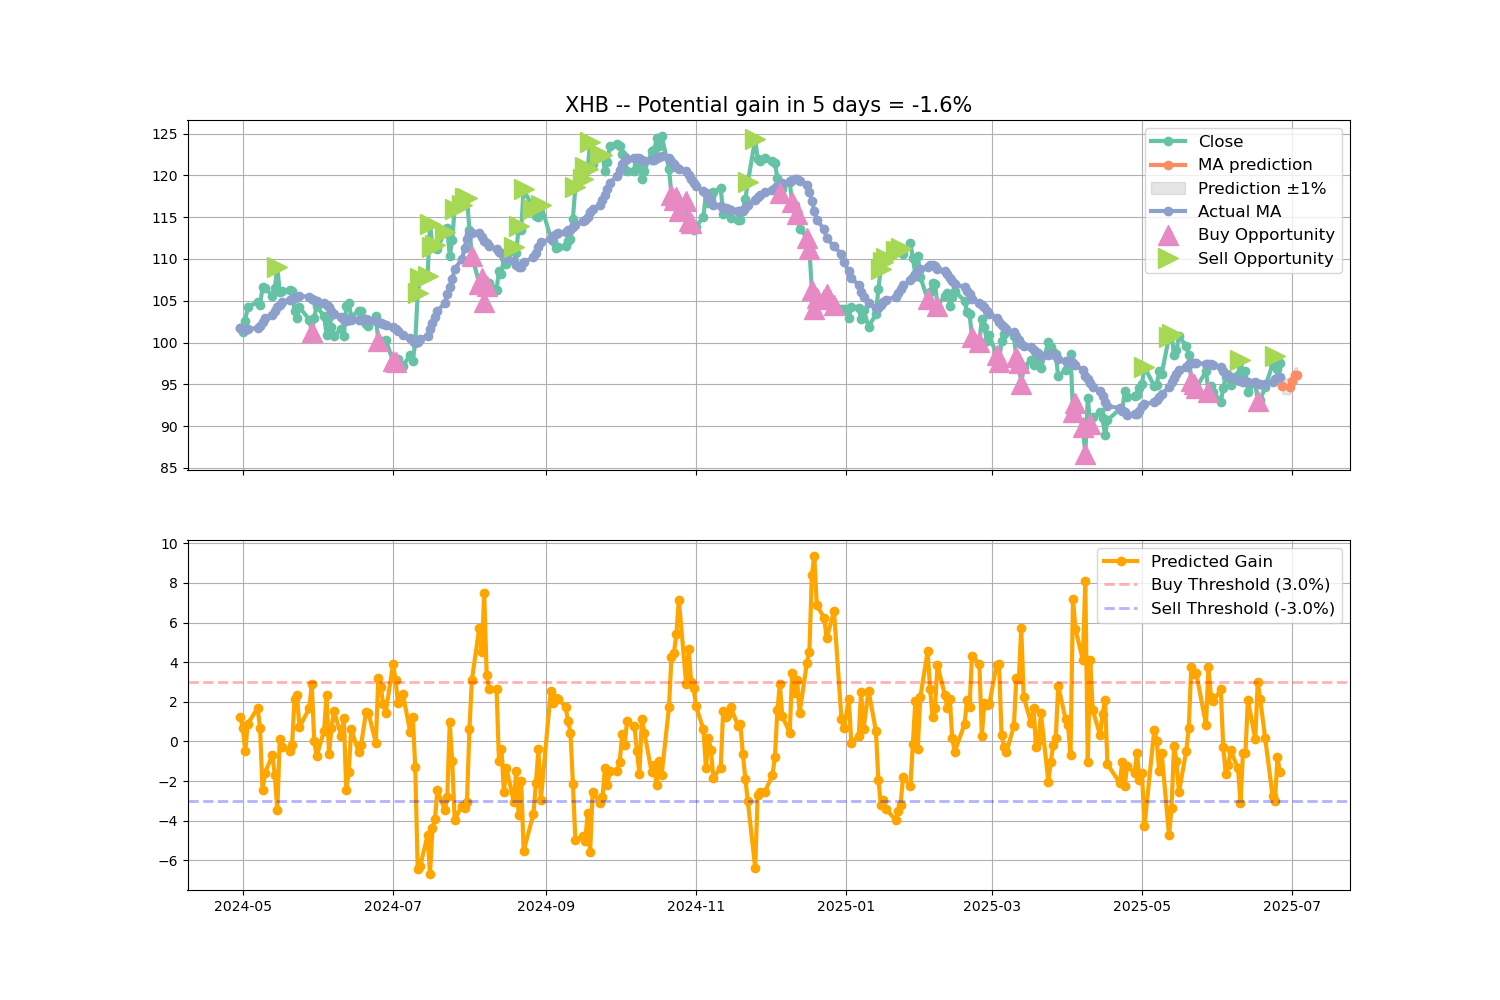 XHB -- Potential gain in 5 days = -1.6%
125
120
115
110
105
100
95
90
85
Close
MA prediction
Prediction ±1%
Actual MA
Buy Opportunity
Sell Opportunity
10
8
6
4
2
0
−2
−4
−6
Predicted Gain
Buy Threshold (3.0%)
Sell Threshold (-3.0%)
2024-05
2024-07
2024-09
2024-11
2025-01
2025-03
2025-05
2025-07